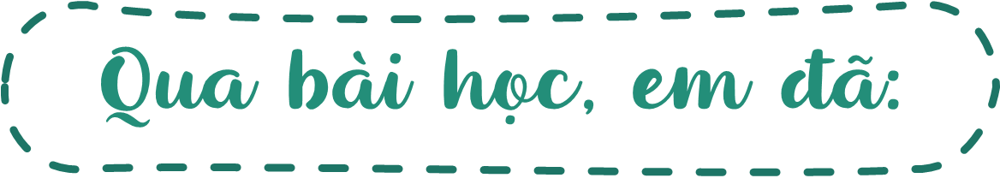 Qua bài học, em đã: